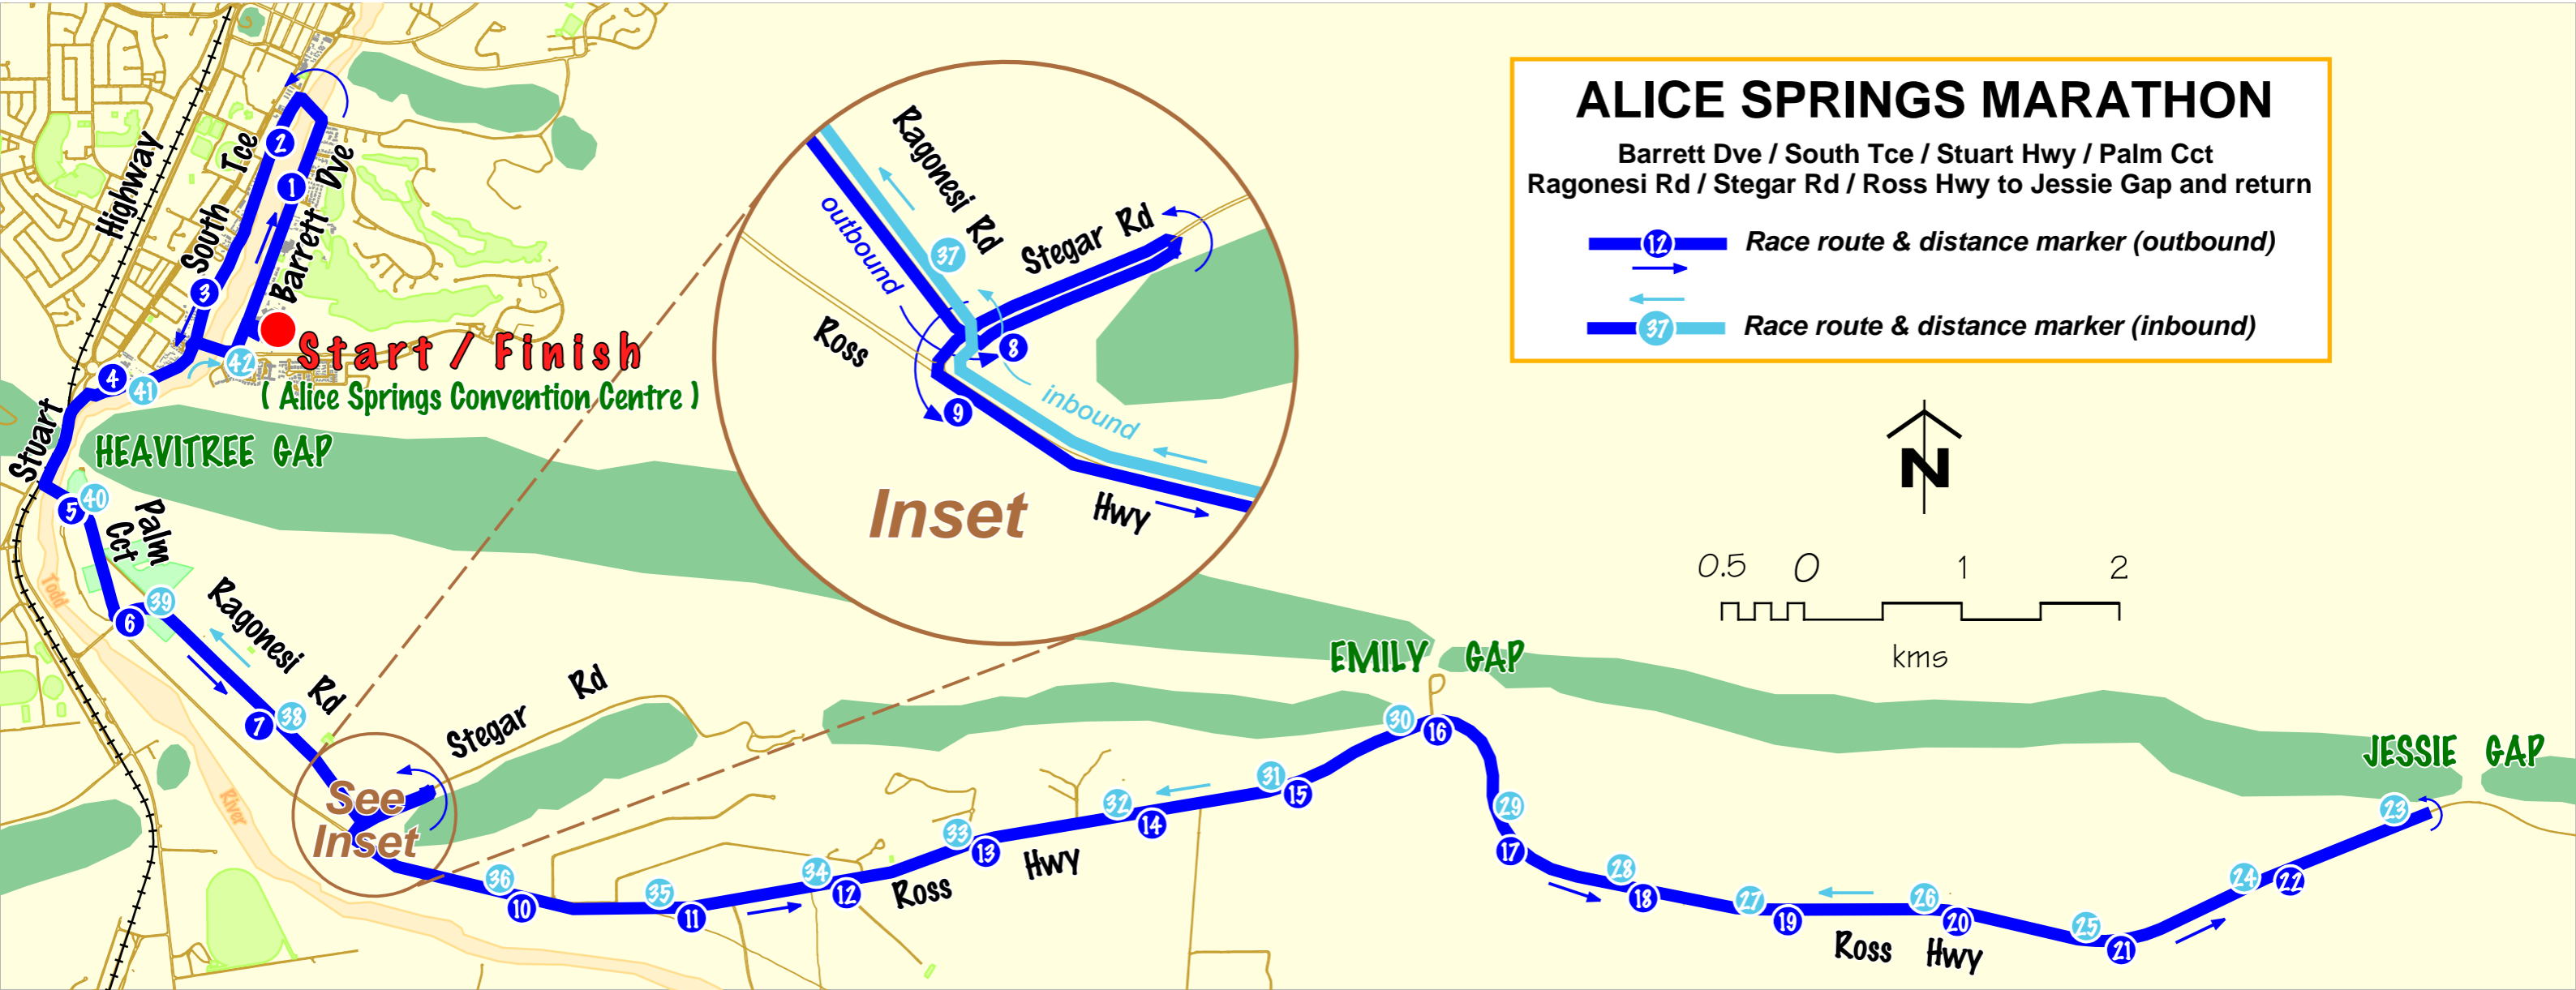 ALICE SPRINGS MARATHON
Barrett Dve / South Tce / Stuart Hwy / Palm Cct
Ragonesi Rd / Stegar Rd / Ross Hwy to Jessie Gap and return
12 Race route & distance marker (outbound)
37 Race route & distance marker (inbound)
N
0.5 0 1 2
kms
Highway
South Tce
Barrett Dve
1
2
3
4
41
42
Start / Finish
( Alice Springs Convention Centre )
Stuart
HEAVITREE GAP
5
40
Palm
Cct
Todd
River
6
39
Ragonesi Rd
7
38
Stegar Rd
See
Inset
Ragonesi Rd
outbound
37
Stegar Rd
Ross
8
9
inbound
Hwy
Inset
36
10
35
11
34
12
Ross Hwy
33
13
32
14
31
15
30
16
EMILY GAP
29
17
28
18
27
19
26
20
Ross Hwy
25
21
24
22
23
JESSIE GAP